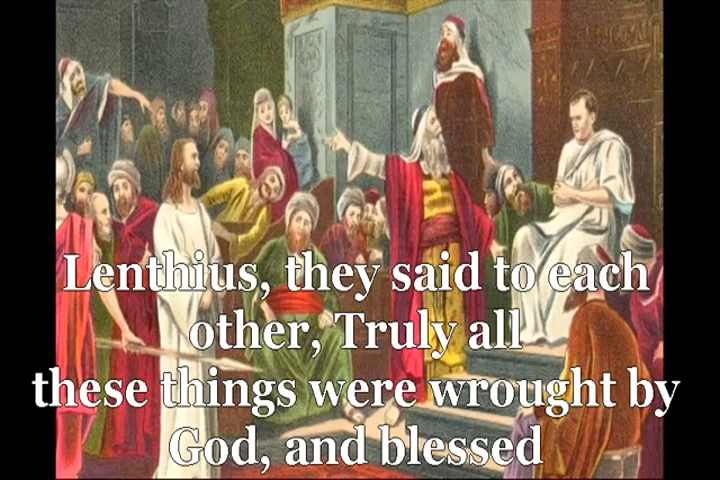 Lenthius, they said to each
other, Truly all
these things were wrought by
God, and blessed